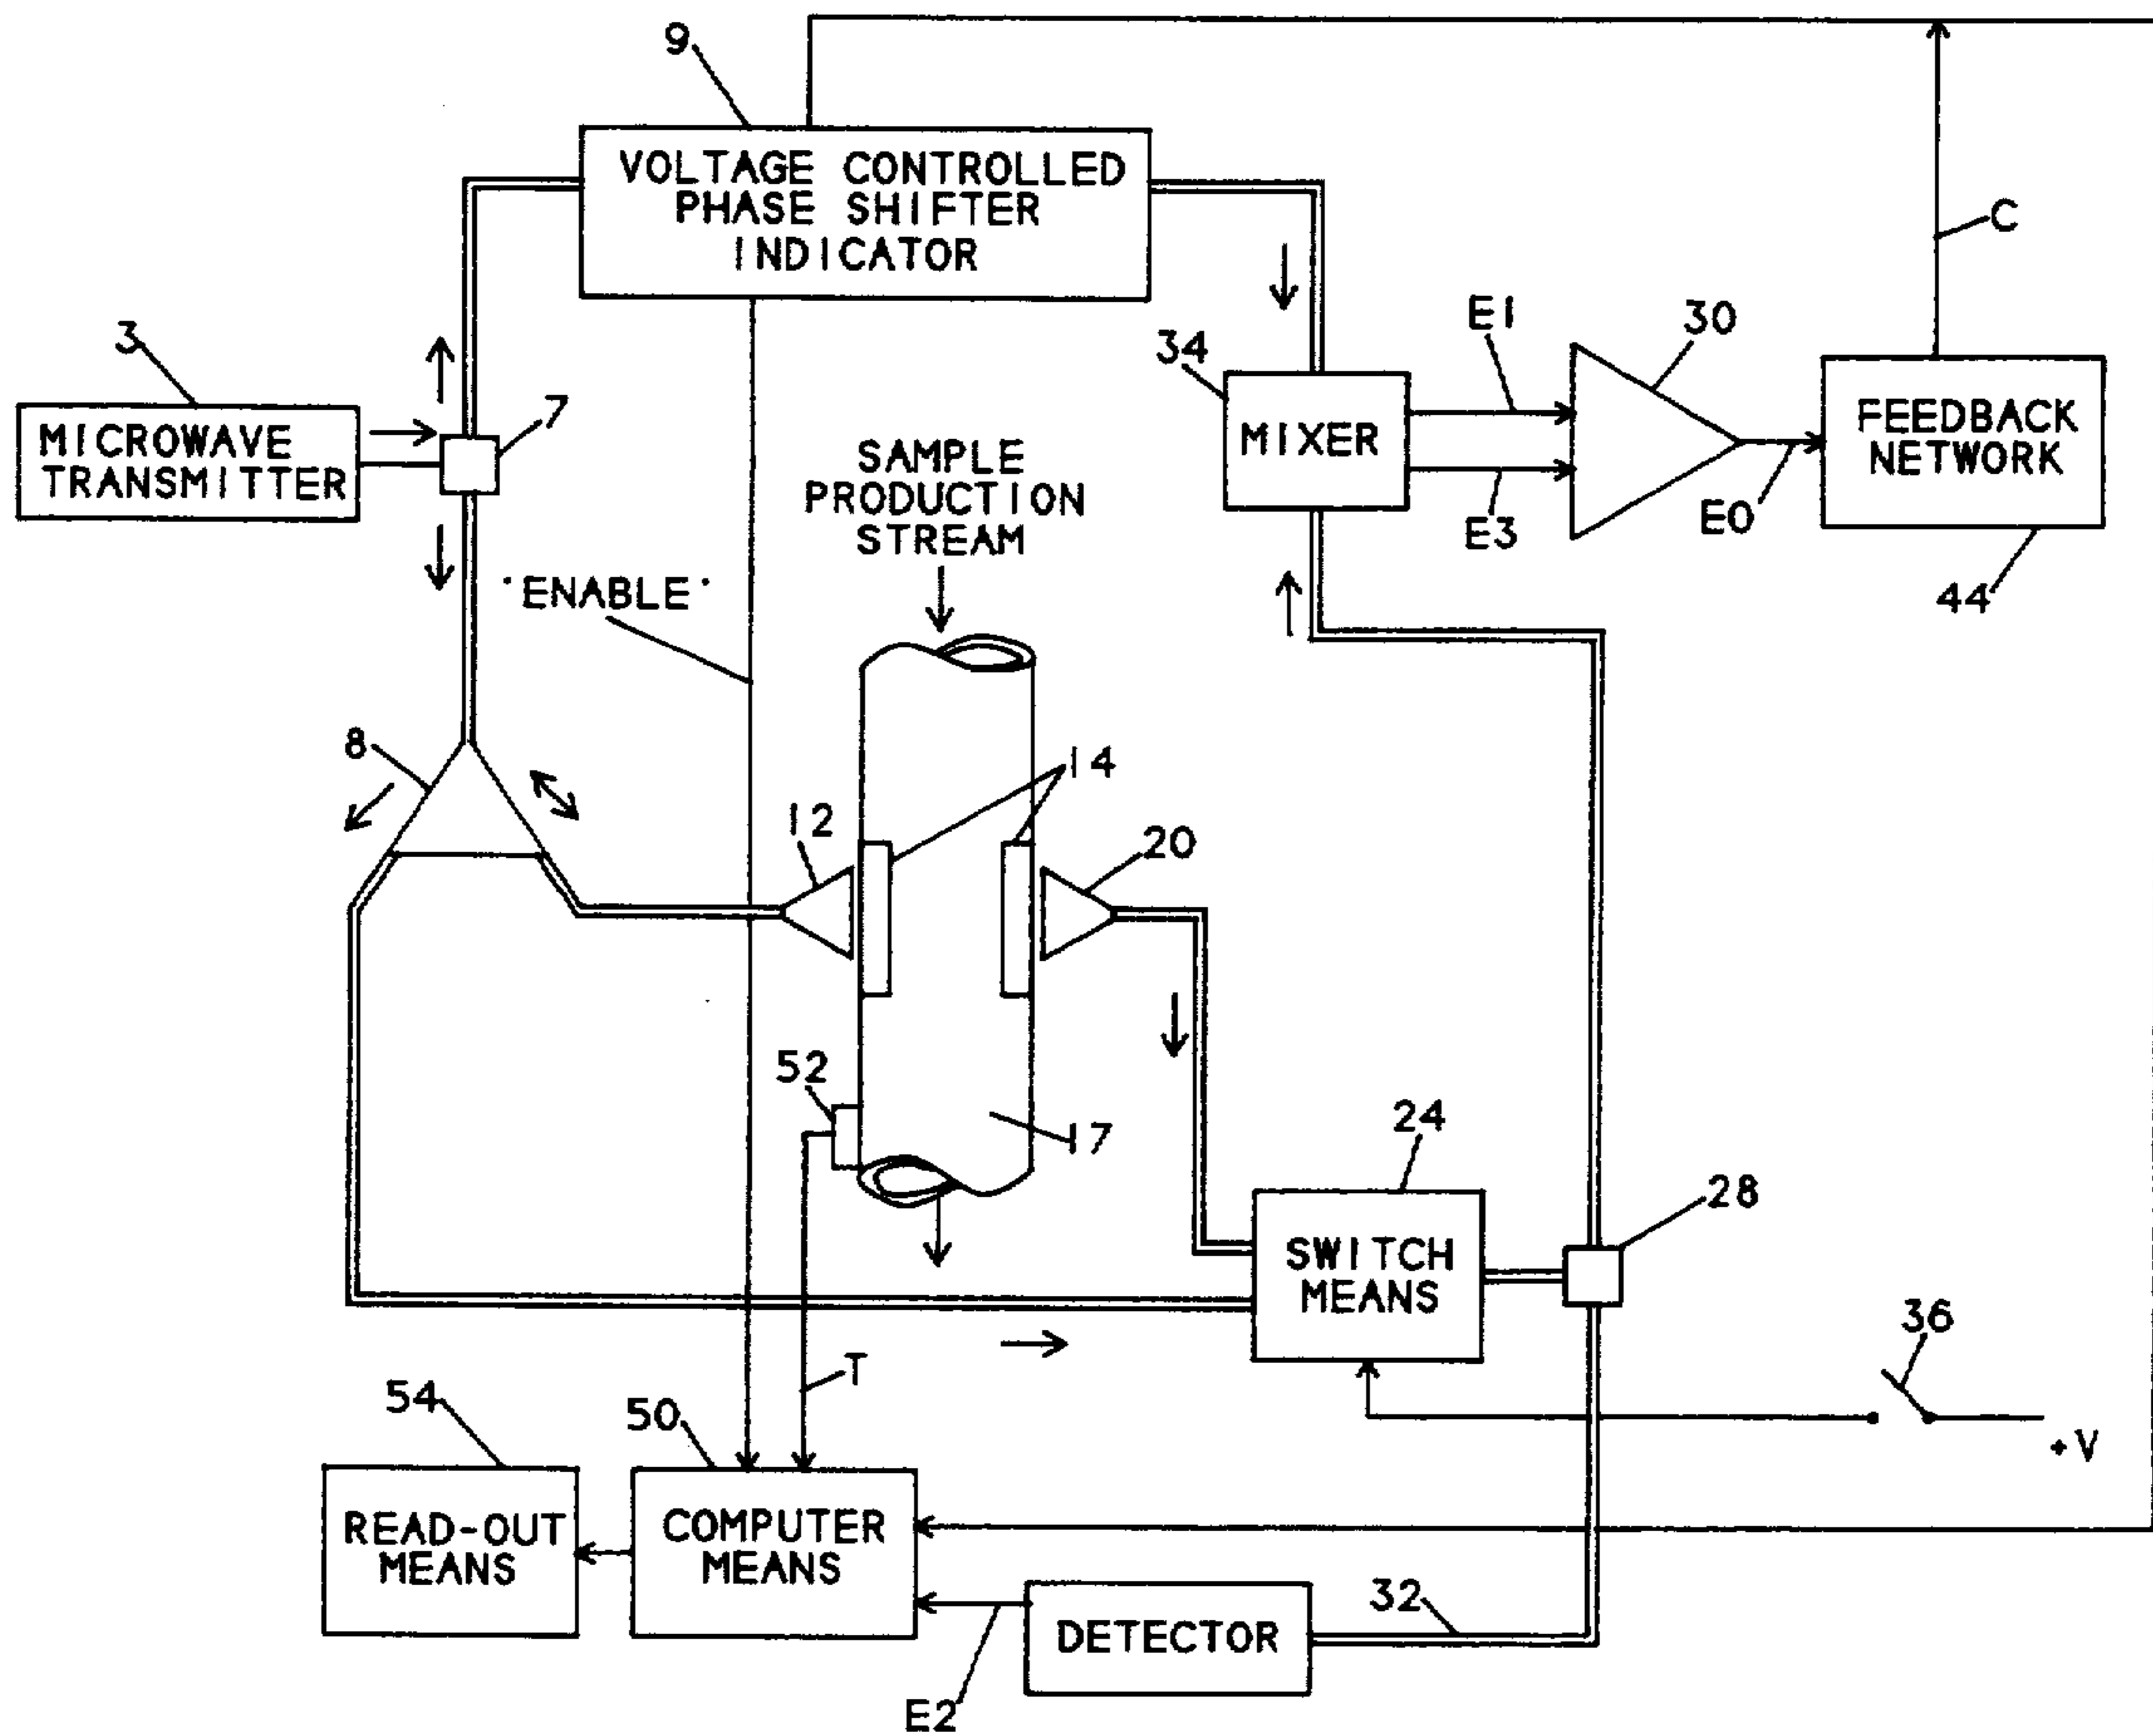 9
VOLTAGE CONTROLLED
PHASE SHIFTER
INDICATOR
C
3
7
MICROWAVE
TRANSMITTER
34
MIXER
E1
E3
30
E0
FEEDBACK
NETWORK
44
SAMPLE
PRODUCTION
STREAM
'ENABLE'
8
12
14
20
52
17
24
28
SWITCH
MEANS
36
+V
T
54
50
READ-OUT
MEANS
COMPUTER
MEANS
32
DETECTOR
E2